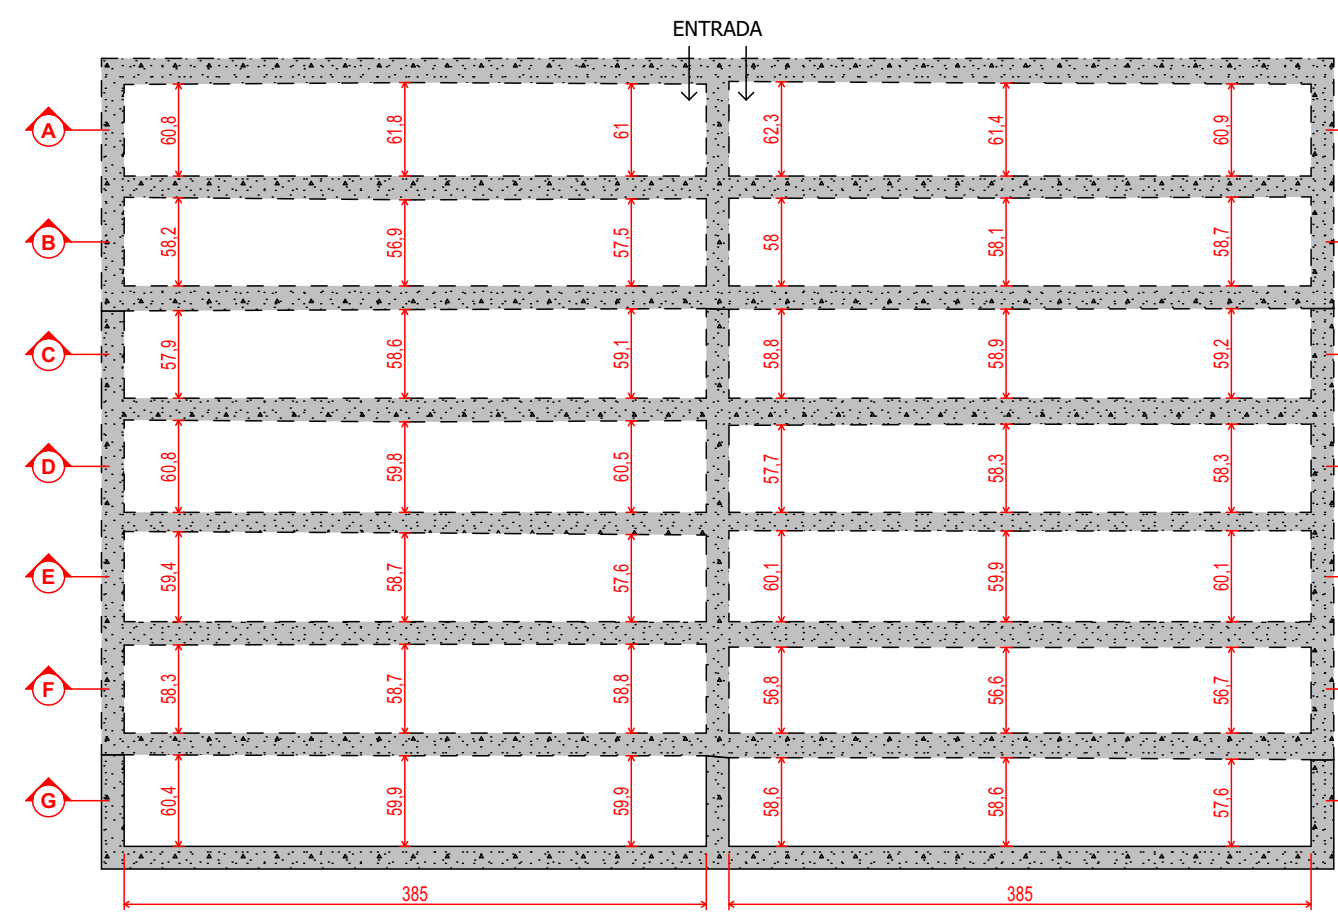 ENTRADA
A
60,8 61,8 61 62,3 61,4 60,9
B
58,2 56,9 57,5 58 58,1 58,7
C
57,9 58,6 59,1 58,8 58,9 59,2
D
60,8 59,8 60,5 57,7 58,3 58,3
E
59,4 58,7 57,6 60,1 59,9 60,1
F
58,3 58,7 58,8 56,8 56,6 56,7
G
60,4 59,9 59,9 58,6 58,6 57,6
385 385